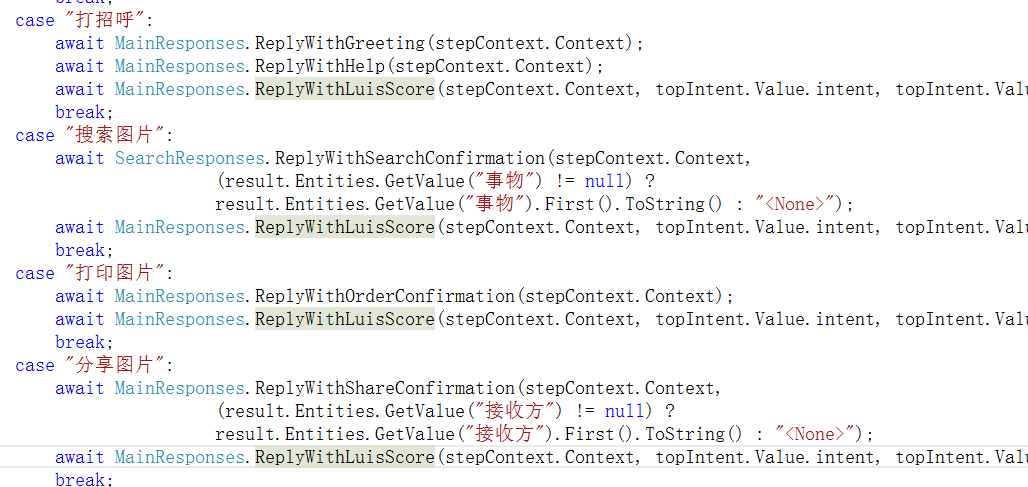 case "打招呼":
await MainResponses.ReplyWithGreeting(stepContext.Context);
await MainResponses.ReplyWithHelp(stepContext.Context);
await MainResponses.ReplyWithLuisScore(stepContext.Context, topIntent.Value.intent, topIntent.Valu
break;
case "搜索图片":
await SearchResponses.ReplyWithSearchConfirmation(stepContext.Context,
(result.Entities.GetValue("事物") != null) ?
result.Entities.GetValue("事物").First().ToString() : "<None>");
await MainResponses.ReplyWithLuisScore(stepContext.Context, topIntent.Value.intent, topIntent.Valu
break;
case "打印图片":
await MainResponses.ReplyWithOrderConfirmation(stepContext.Context);
await MainResponses.ReplyWithLuisScore(stepContext.Context, topIntent.Value.intent, topIntent.Valu
break;
case "分享图片":
await MainResponses.ReplyWithShareConfirmation(stepContext.Context,
(result.Entities.GetValue("接收方") != null) ?
result.Entities.GetValue("接收方").First().ToString() : "<None>");
await MainResponses.ReplyWithLuisScore(stepContext.Context, topIntent.Value.intent, topIntent.Valu
break;